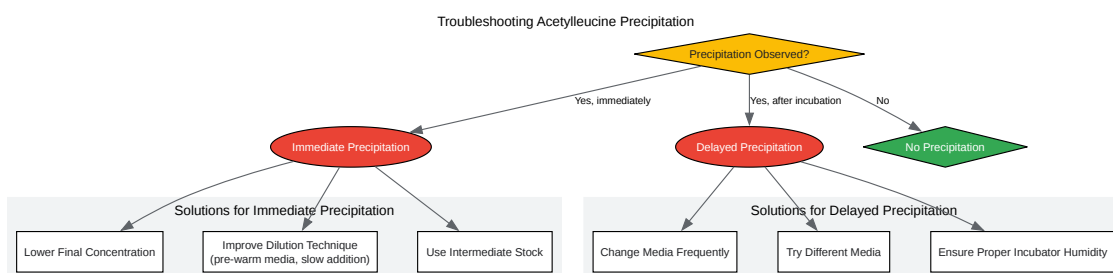 Troubleshooting Acetylleucine Precipitation
Precipitation Observed?
Yes, immediately
Yes, after incubation
No
Immediate Precipitation
Delayed Precipitation
No Precipitation
Solutions for Immediate Precipitation
Solutions for Delayed Precipitation
Lower Final Concentration
Improve Dilution Technique
(pre-warm media, slow addition)
Use Intermediate Stock
Change Media Frequently
Try Different Media
Ensure Proper Incubator Humidity